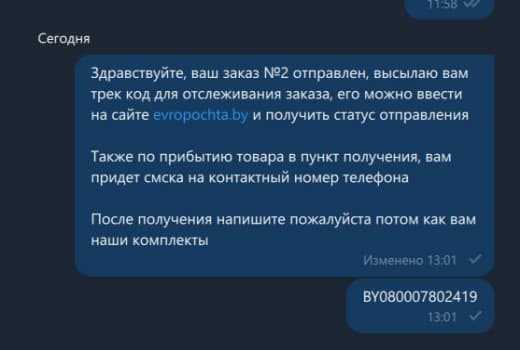 11:58
Сегодня
Здравствуйте, ваш заказ №2 отправлен, высылаю вам
трек код для отслеживания заказа, его можно ввести
на сайте evropochta.by и получить статус отправления
Также по прибытию товара в пункт получения, вам
придет смска на контактный номер телефона
После получения напишите пожалуйста потом как вам
наши комплекты
Изменено 13:01
BY080007802419
13:01